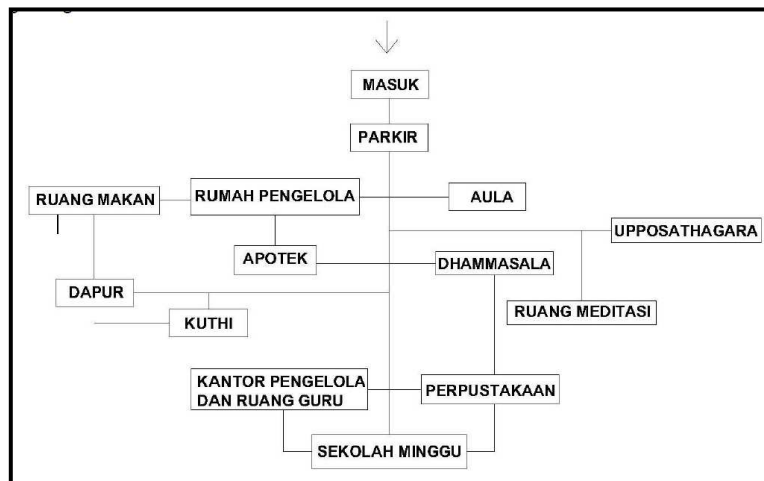 MASUK
PARKIR
RUANG MAKAN
RUMAH PENGELOLA
AULA
UPPOSATHAGARA
APOTEK
DHAMMASALA
DAPUR
RUANG MEDITASI
KUTHI
KANTOR PENGELOLA
DAN RUANG GURU
PERPUSTAKAAN
SEKOLAH MINGGU